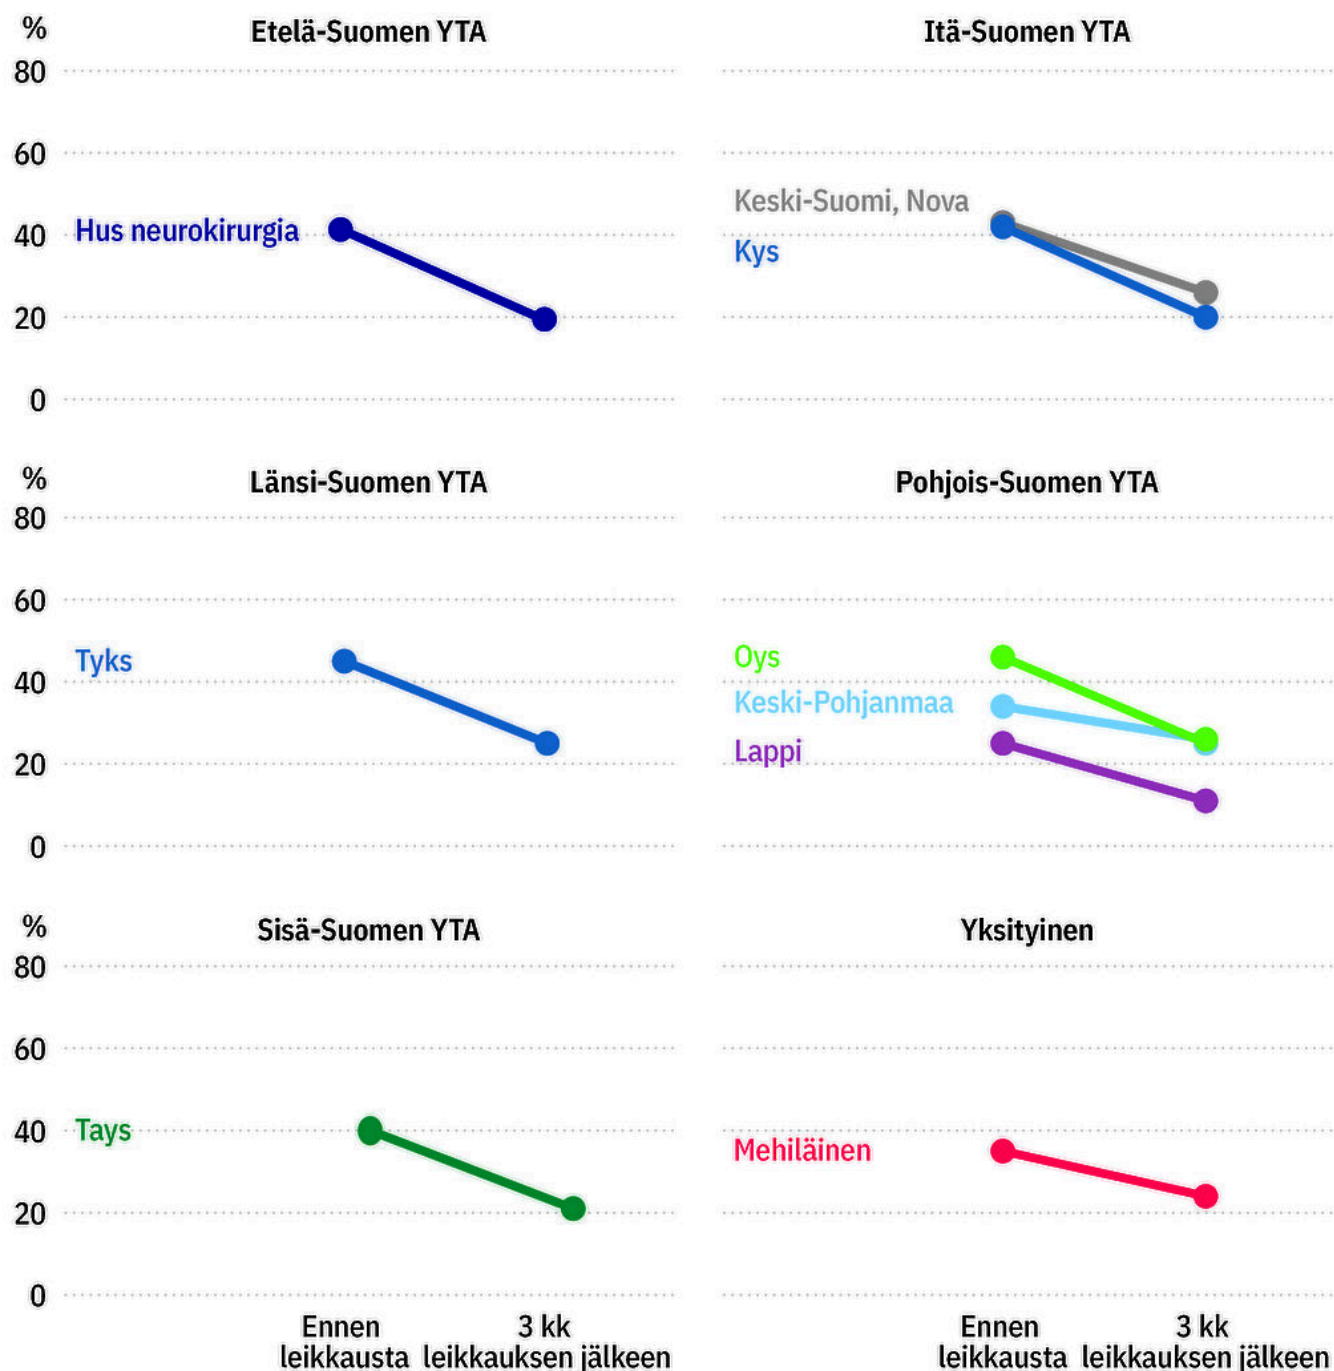 %
Etelä-Suomen YTA
Itä-Suomen YTA
80
60
Keski-Suomi, Nova
Hus neurokirurgia
40
Kys
20
0
%
Länsi-Suomen YTA
Pohjois-Suomen YTA
80
60
Tyks
Oys
40
Keski-Pohjanmaa
Lappi
20
0
%
Sisä-Suomen YTA
Yksityinen
80
60
40
Tays
Mehiläinen
20
0
Ennen
leikkausta
3 kk
leikkauksen jälkeen
Ennen
leikkausta
3 kk
leikkauksen jälkeen